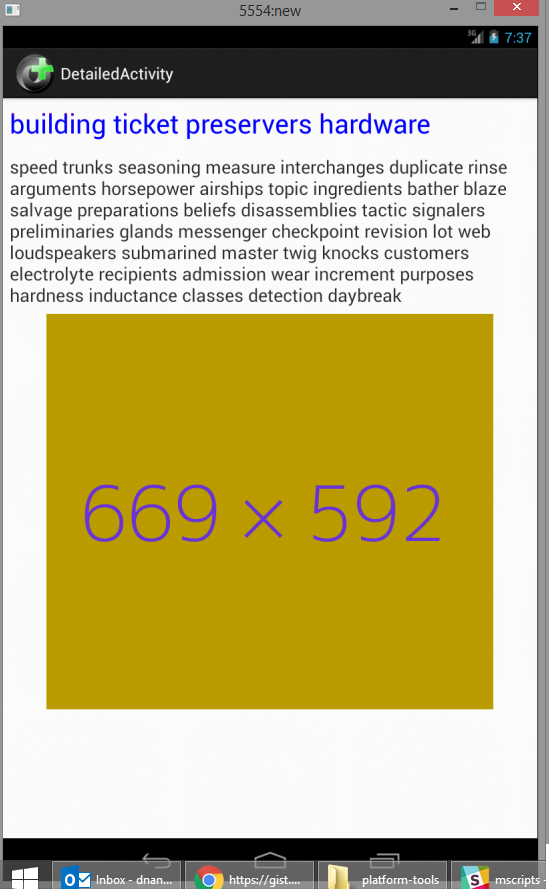 5554:new
3G 7:37
DetailedActivity
building ticket preservers hardware
speed trunks seasoning measure interchanges duplicate rinse
arguments horsepower airships topic ingredients bather blaze
salvage preparations beliefs disassemblies tactic signalers
preliminaries glands messenger checkpoint revision lot web
loudspeakers submarined master twig knocks customers
electrolyte recipients admission wear increment purposes
hardness inductance classes detection daybreak
669 × 592
Inbox - dnan... https://gist.... platform-tools mscripts -